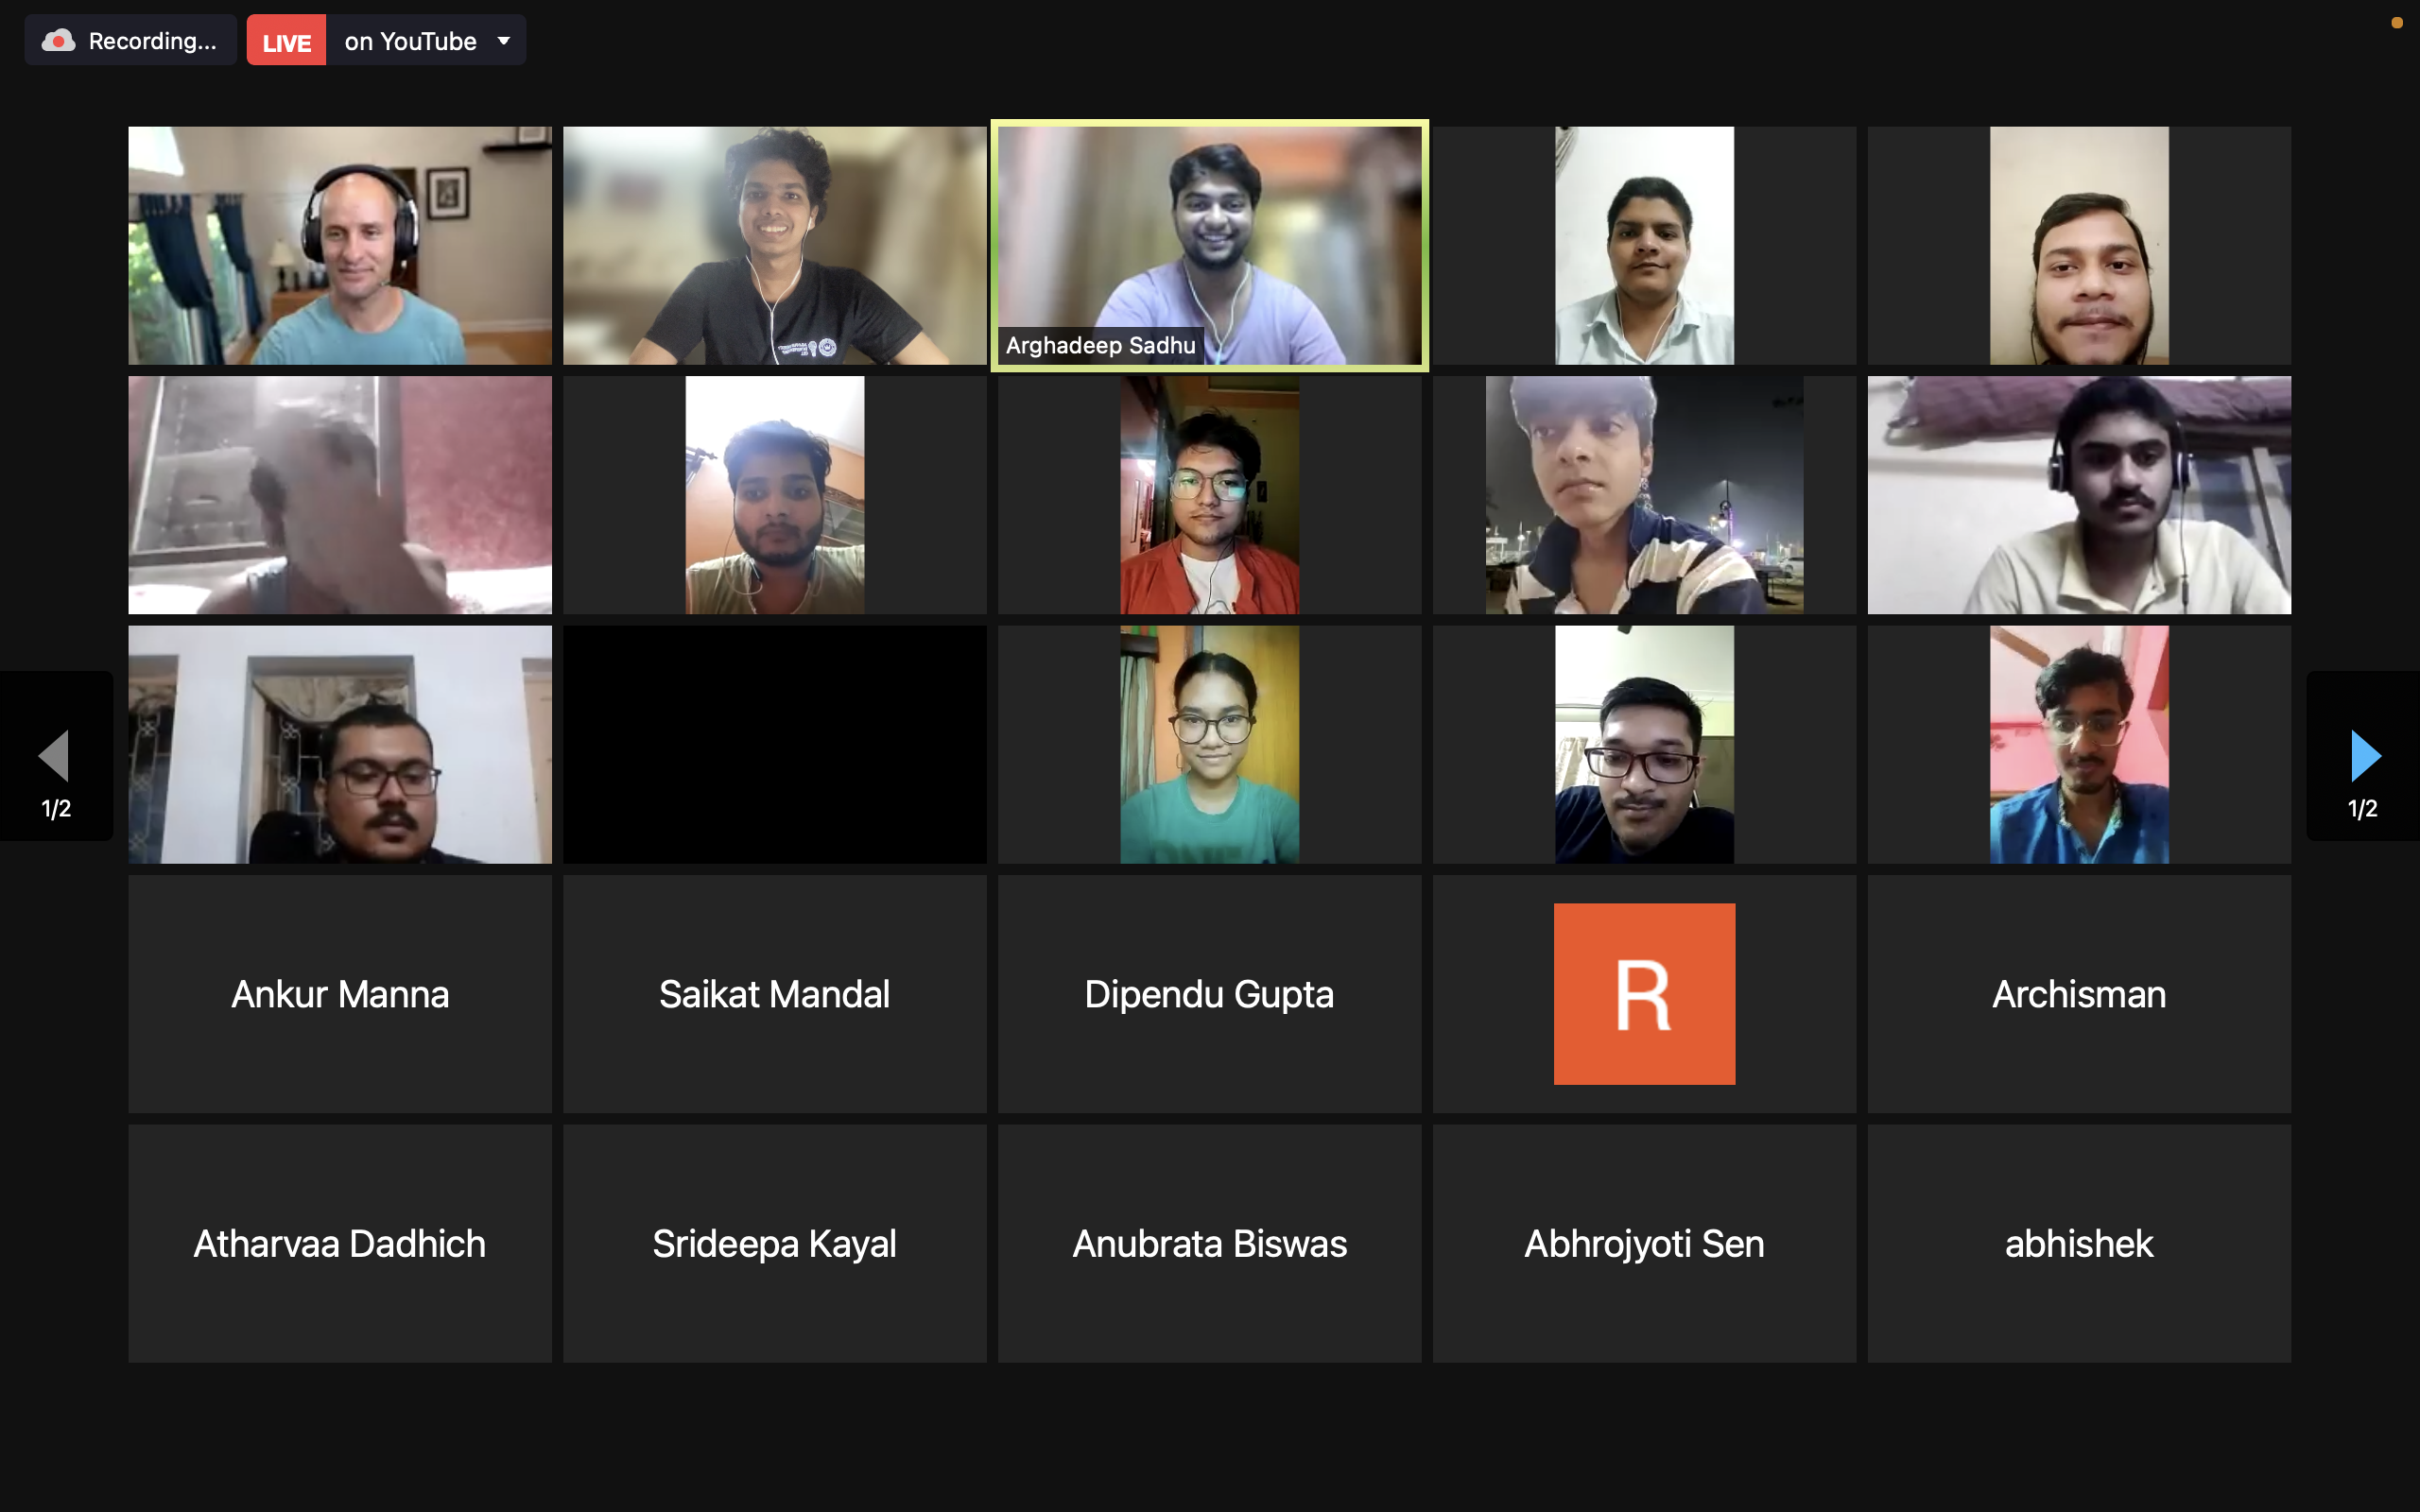 Recording...
LIVE on YouTube
Arghadeep Sadhu
1/2
1/2
Ankur Manna
Saikat Mandal
Dipendu Gupta
R
Archisman
Atharvaa Dadhich
Srideepa Kayal
Anubrata Biswas
Abhrojyoti Sen
abhishek